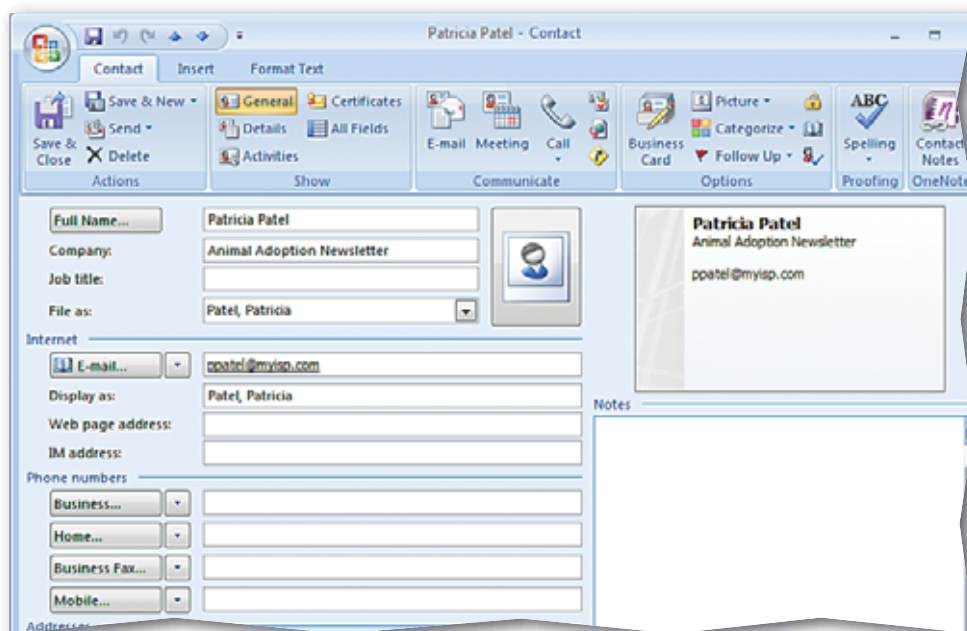 Patricia Patel - Contact
Contact Insert Format Text
Save & Close
Save & New
Send
Delete
Actions
General
Details
Activities
Certificates
All Fields
Show
E-mail
Meeting
Call
Communicate
Business Card
Picture
Categorize
Follow Up
Options
ABC
Spelling
Proofing
Contact Notes
OneNote
Full Name... Patricia Patel
Company: Animal Adoption Newsletter
Job title:
File as: Patel, Patricia
Internet
E-mail... ppatel@myisp.com
Display as: Patel, Patricia
Web page address:
IM address:
Phone numbers
Business...
Home...
Business Fax...
Mobile...
Addresses
Patricia Patel
Animal Adoption Newsletter
ppatel@myisp.com
Notes